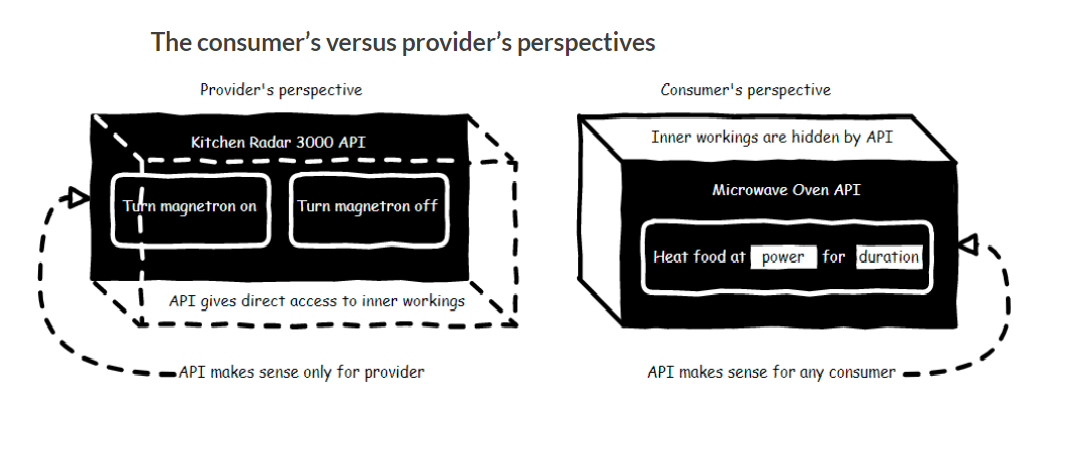 The consumer's versus provider's perspectives
Provider's perspective
Kitchen Radar 3000 API
Turn magnetron on
Turn magnetron off
API gives direct access to inner workings
API makes sense only for provider
Consumer's perspective
Inner workings are hidden by API
Microwave Oven API
Heat food at power for duration
API makes sense for any consumer